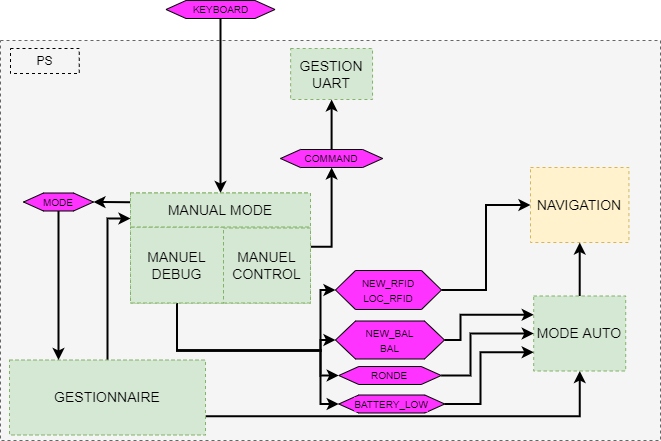 KEYBOARD
PS
GESTION
UART
COMMAND
MODE
MANUAL MODE
NAVIGATION
MANUEL
DEBUG
MANUEL
CONTROL
NEW_RFID
LOC_RFID
NEW_BAL
BAL
MODE AUTO
RONDE
GESTIONNAIRE
BATTERY_LOW